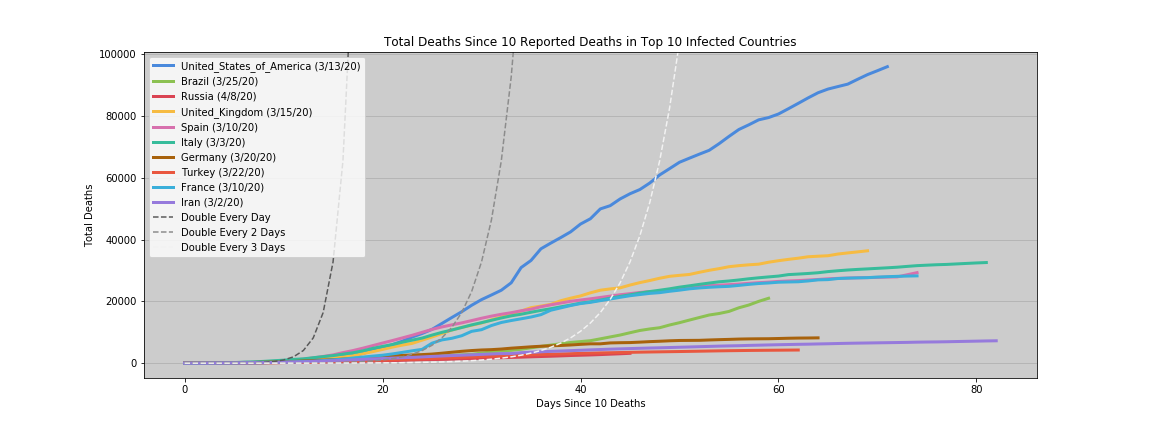 Total Deaths Since 10 Reported Deaths in Top 10 Infected Countries
100000
80000
60000
40000
20000
0
Total Deaths
United_States_of_America (3/13/20)
Brazil (3/25/20)
Russia (4/8/20)
United_Kingdom (3/15/20)
Spain (3/10/20)
Italy (3/3/20)
Germany (3/20/20)
Turkey (3/22/20)
France (3/10/20)
Iran (3/2/20)
Double Every Day
Double Every 2 Days
Double Every 3 Days
0 20 40 60 80
Days Since 10 Deaths